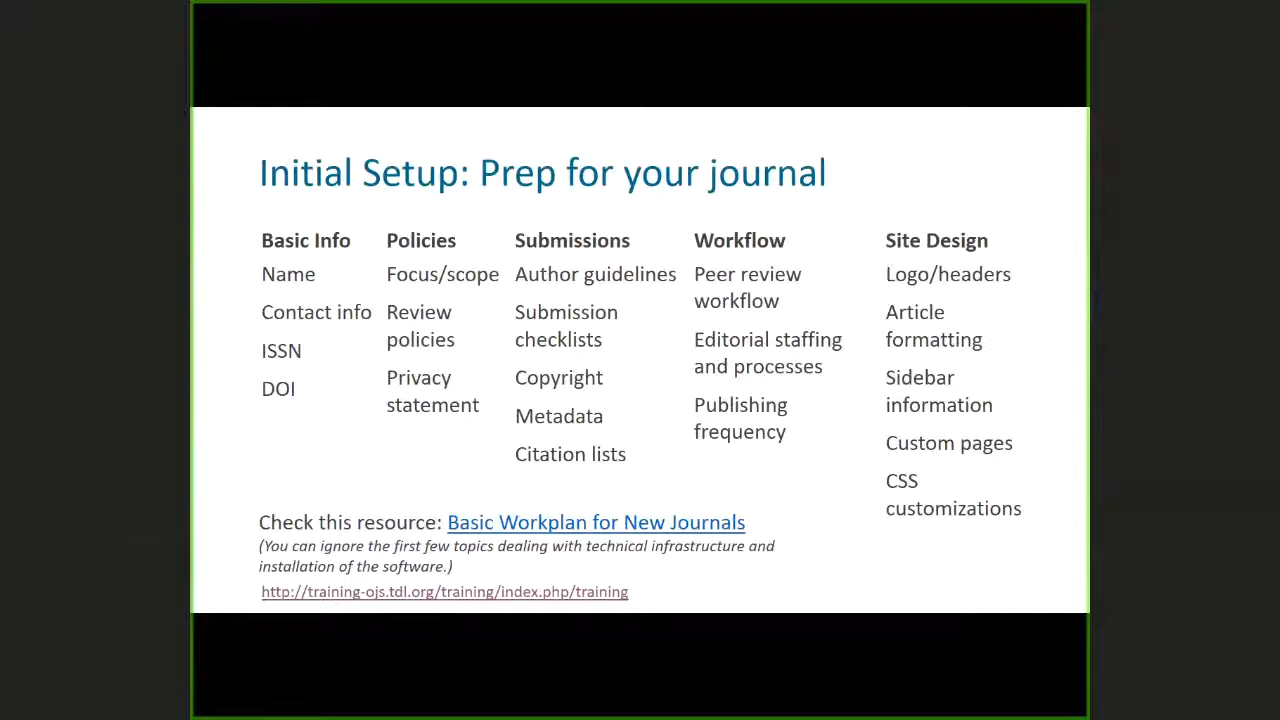 Initial Setup: Prep for your journal
Basic Info
Name
Contact info
ISSN
DOI
Policies
Focus/scope
Review
policies
Privacy
statement
Submissions
Author guidelines
Submission
checklists
Copyright
Metadata
Citation lists
Workflow
Peer review
workflow
Editorial staffing
and processes
Publishing
frequency
Site Design
Logo/headers
Article
formatting
Sidebar
information
Custom pages
CSS
customizations
Check this resource: Basic Workplan for New Journals
(You can ignore the first few topics dealing with technical infrastructure and
installation of the software.)
http://training-ojs.tdl.org/training/index.php/training